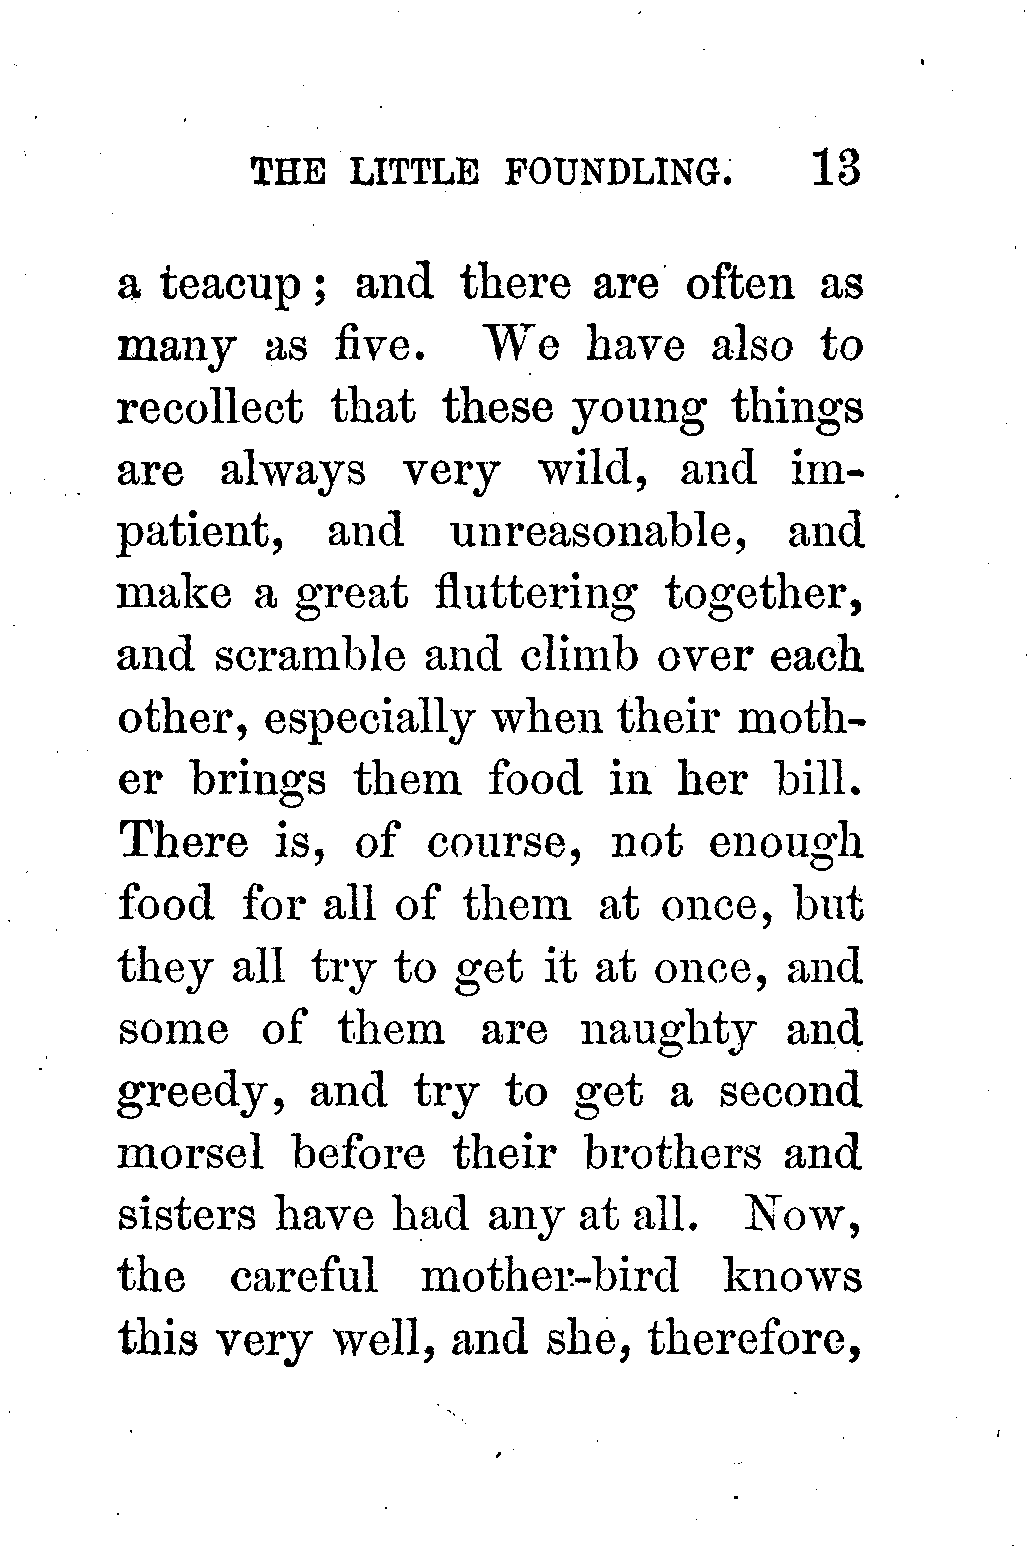 THE LITTLE FOUNDLING. 13
a teacup; and there are often as
many as five. We have also to
recollect that these young things
are always very wild, and im-
patient, and unreasonable, and
make a great fluttering together,
and scramble and climb over each
other, especially when their moth-
er brings them food in her bill.
There is, of course, not enough
food for all of them at once, but
they all try to get it at once, and
some of them are naughty and
greedy, and try to get a second
morsel before their brothers and
sisters have had any at all. Now,
the careful mother-bird knows
this very well, and she, therefore,